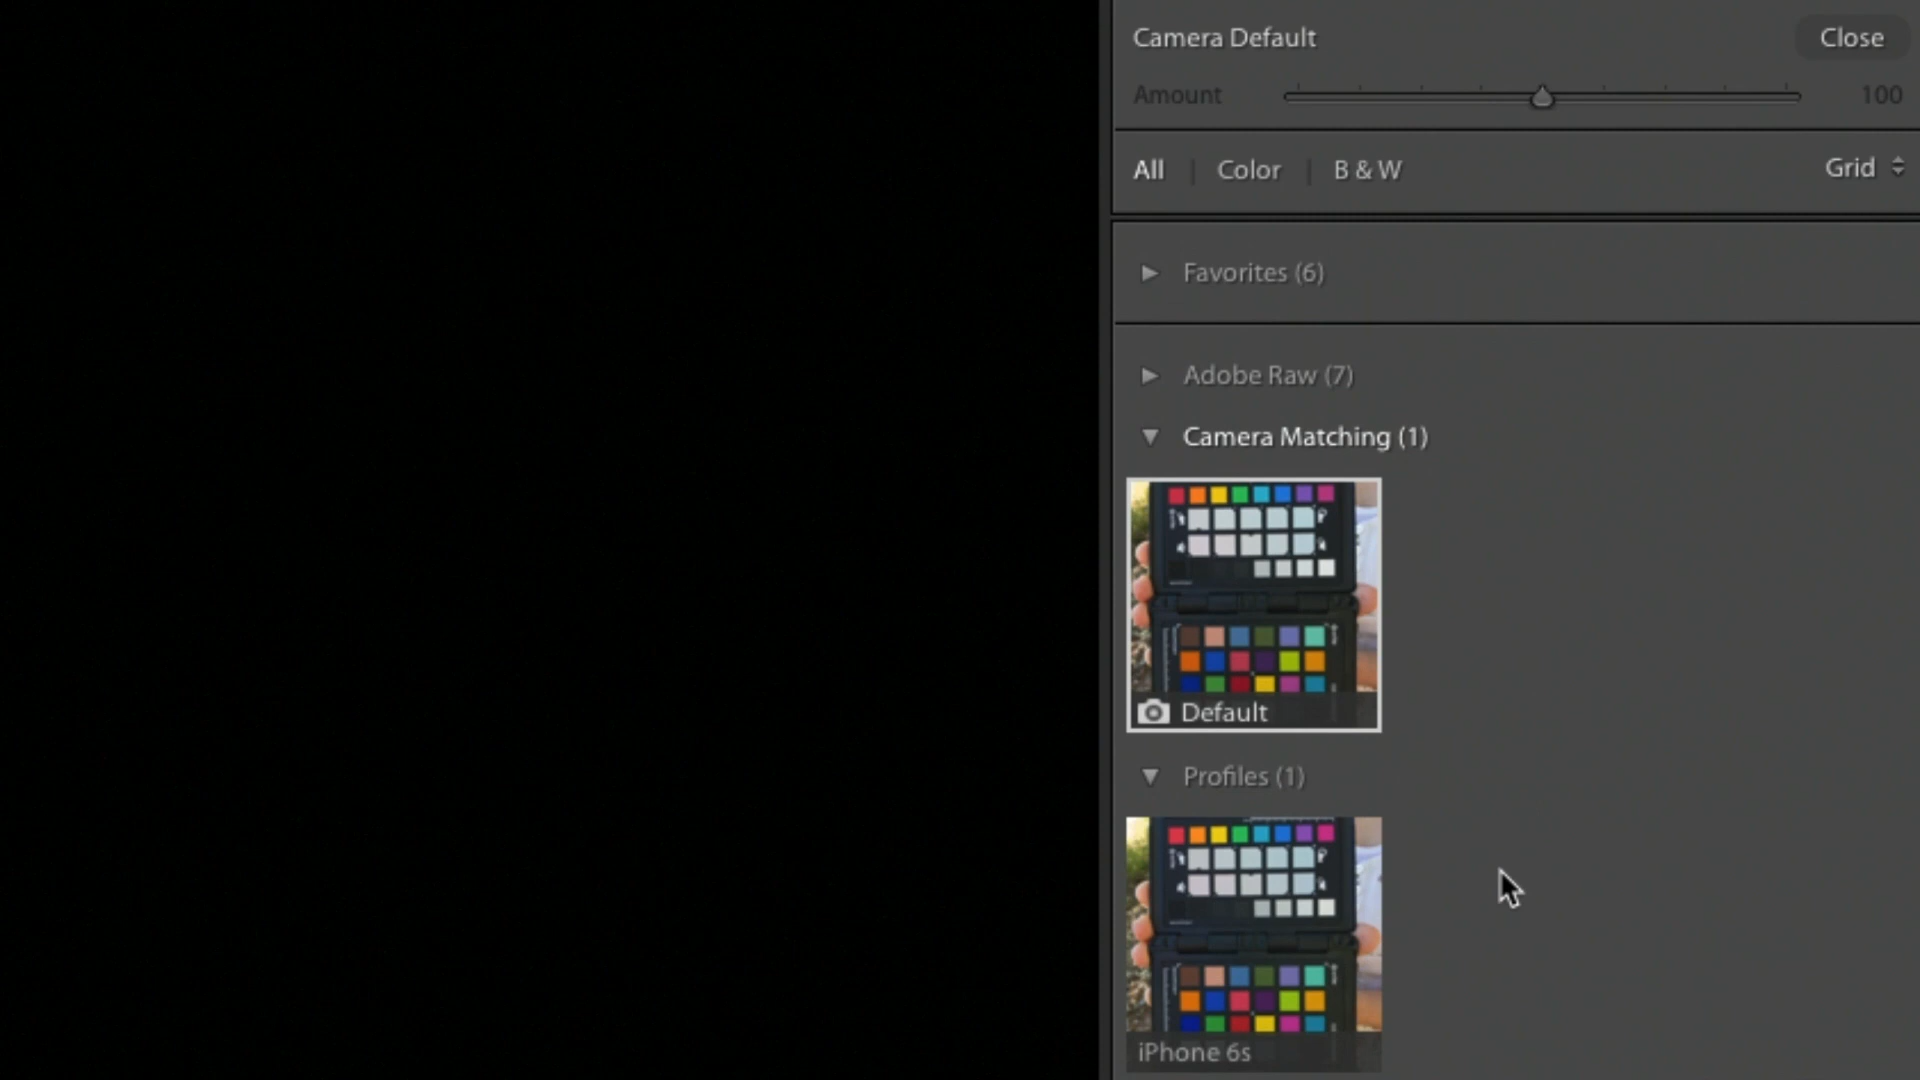 Camera Default
Close
Amount
100
All | Color | B & W
Grid
Favorites (6)
Adobe Raw (7)
Camera Matching (1)
Default
Profiles (1)
iPhone 6s